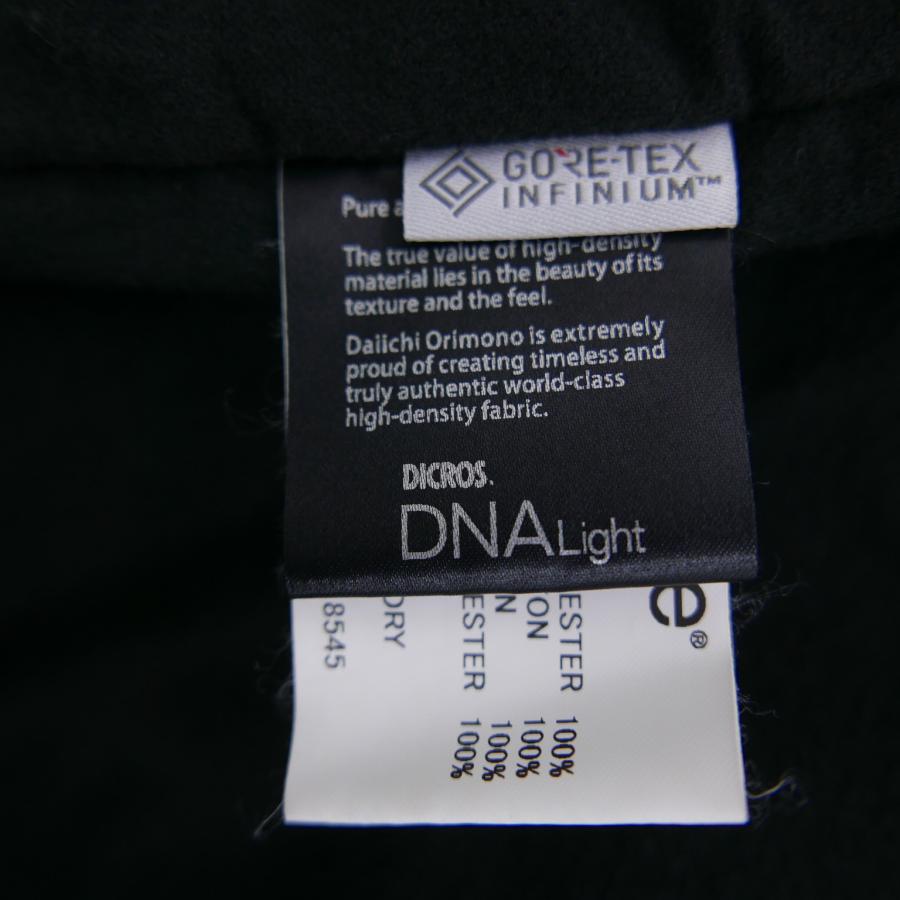 GORE-TEX
INFINIUM™
Pure
The true value of high-density
material lies in the beauty of its
texture and the feel.
Daiichi Orimono is extremely
proud of creating timeless and
truly authentic world-class
high-density fabric.
DICROS.
DNA Light
e®
ESTER 100%
ON 100%
N 100%
ESTER 100%
DRY
8545